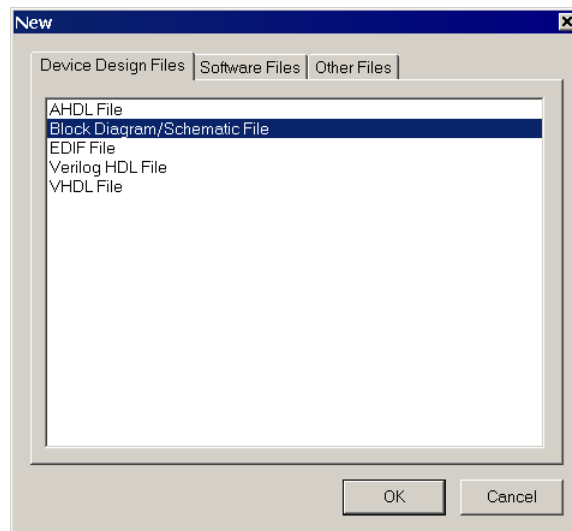 New
Device Design Files Software Files Other Files
AHDL File
Block Diagram/Schematic File
EDIF File
Verilog HDL File
VHDL File
OK Cancel